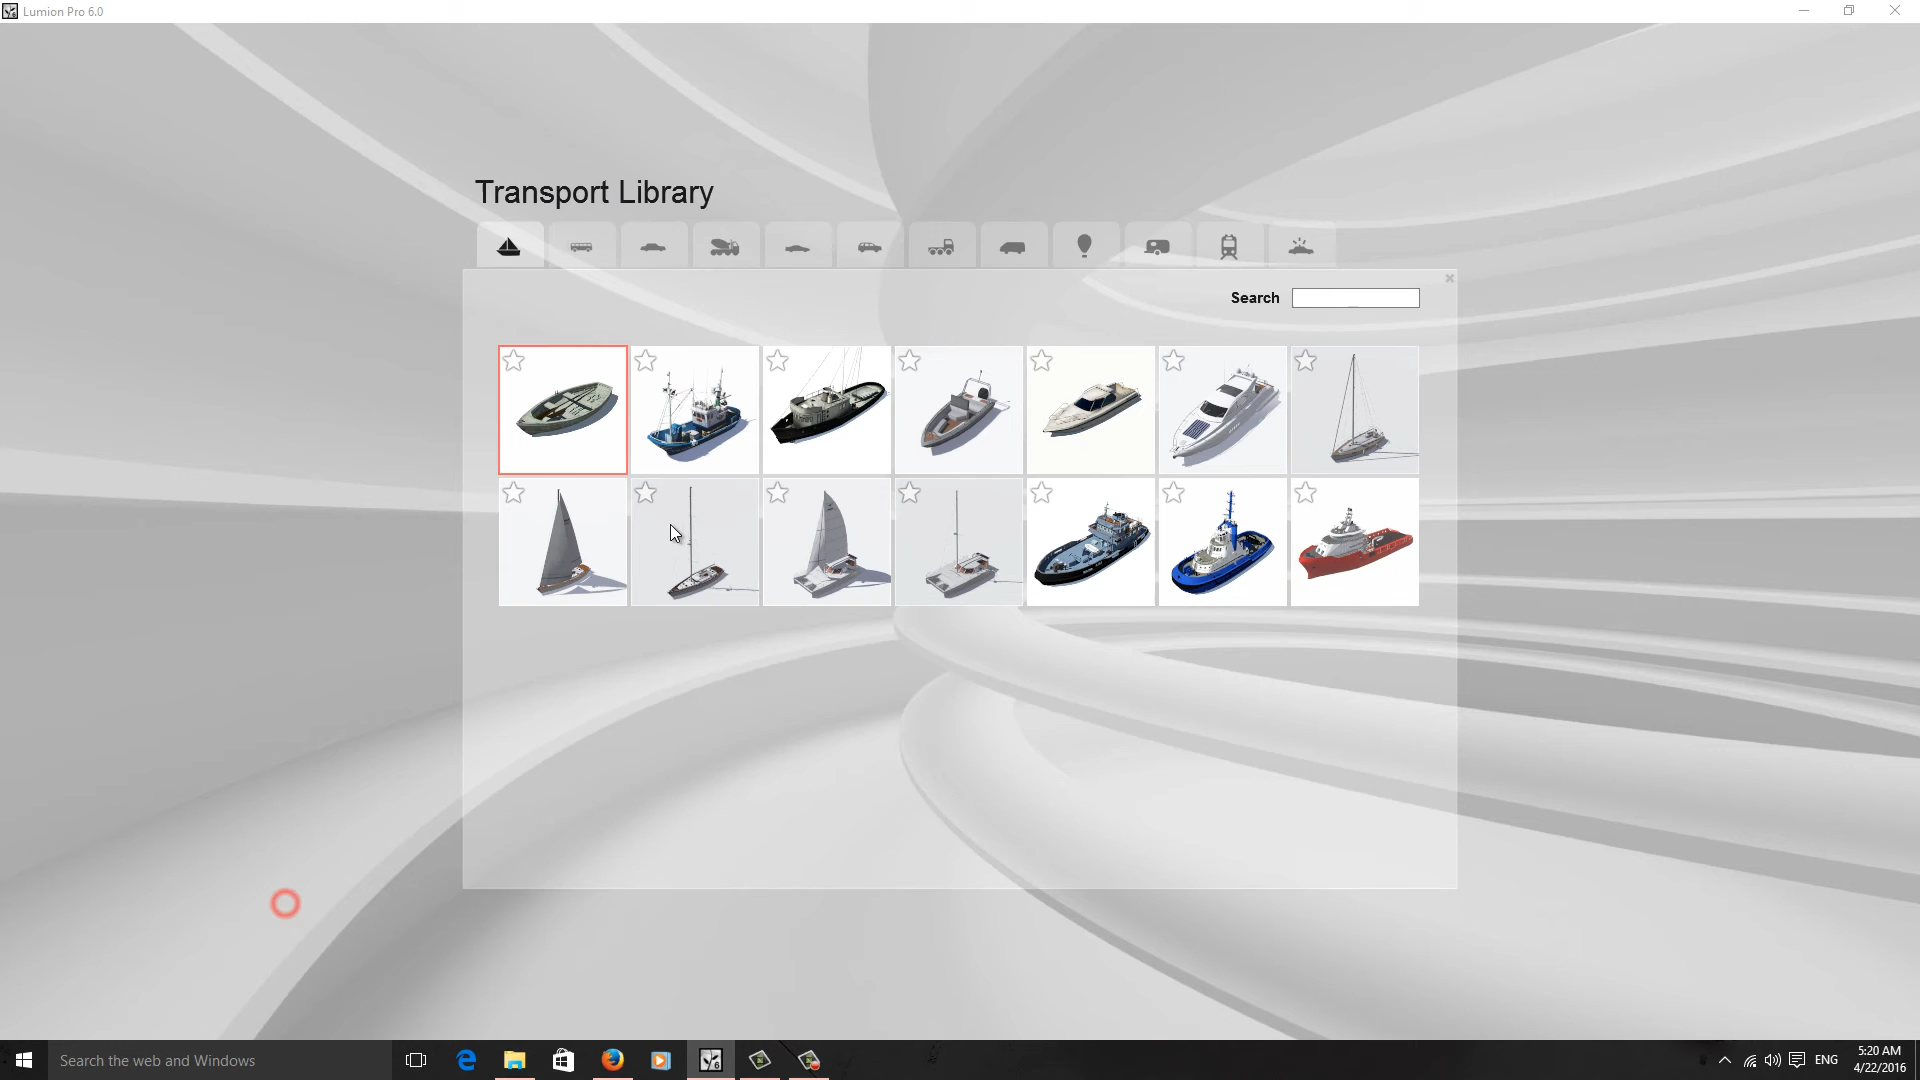 Lumion Pro 6.0
Transport Library
Search
Search the web and Windows
ENG
5:20 AM
4/22/2016